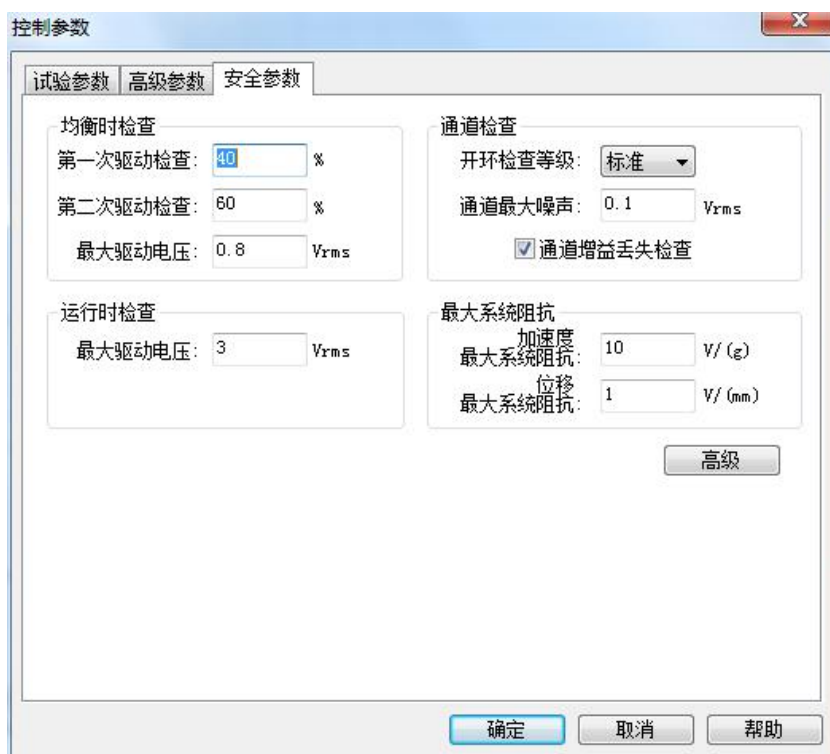 控制参数
试验参数 高级参数 安全参数
均衡时检查
第一次驱动检查: 40 %
第二次驱动检查: 60 %
最大驱动电压: 0.8 Vrms
通道检查
开环检查等级: 标准
通道最大噪声: 0.1 Vrms
通道增益丢失检查
运行时检查
最大驱动电压: 3 Vrms
最大系统阻抗
加速度
最大系统阻抗: 10 V/(g)
位移
最大系统阻抗: 1 V/(mm)
高级
确定 取消 帮助